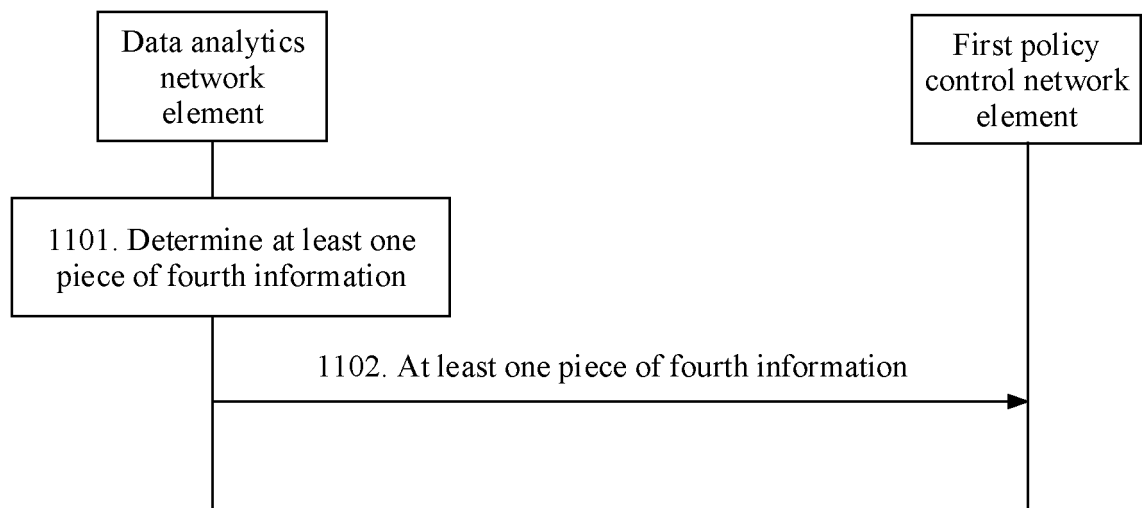 Data analytics
network
element
First policy
control network
element
1101. Determine at least one
piece of fourth information
1102. At least one piece of fourth information